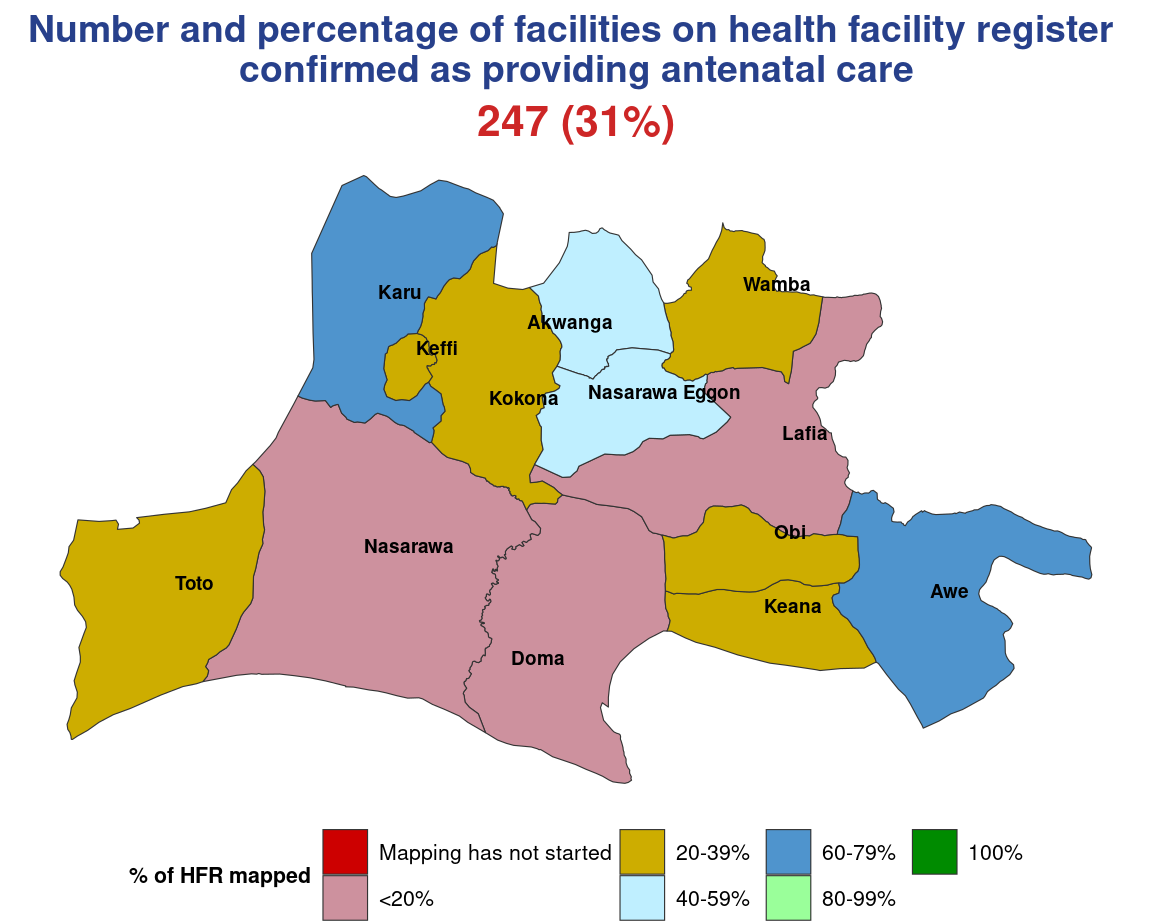 Number and percentage of facilities on health facility register
confirmed as providing antenatal care
247 (31%)
Karu
Wamba
Akwanga
Keffi
Nasarawa Eggon
Kokona
Lafia
Obi
Nasarawa
Toto
Awe
Keana
Doma
% of HFR mapped
Mapping has not started
<20%
20-39%
40-59%
60-79%
80-99%
100%